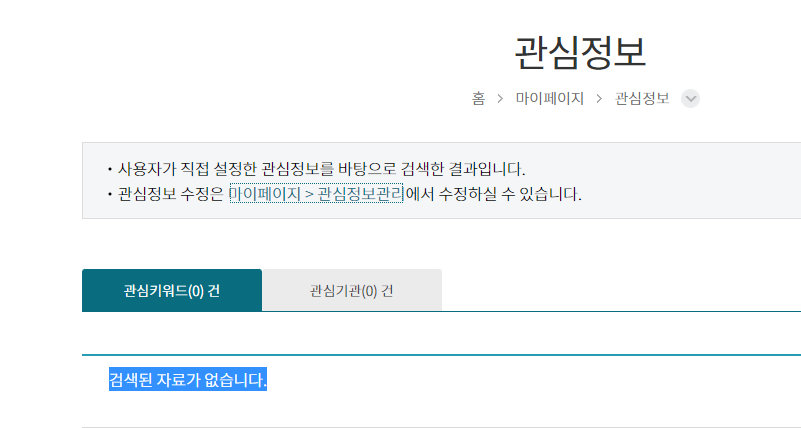 관심정보
홈 > 마이페이지 > 관심정보
• 사용자가 직접 설정한 관심정보를 바탕으로 검색한 결과입니다.
• 관심정보 수정은 마이페이지 > 관심정보관리에서 수정하실 수 있습니다.
관심키워드(0) 건
관심기관(0) 건
검색된 자료가 없습니다.